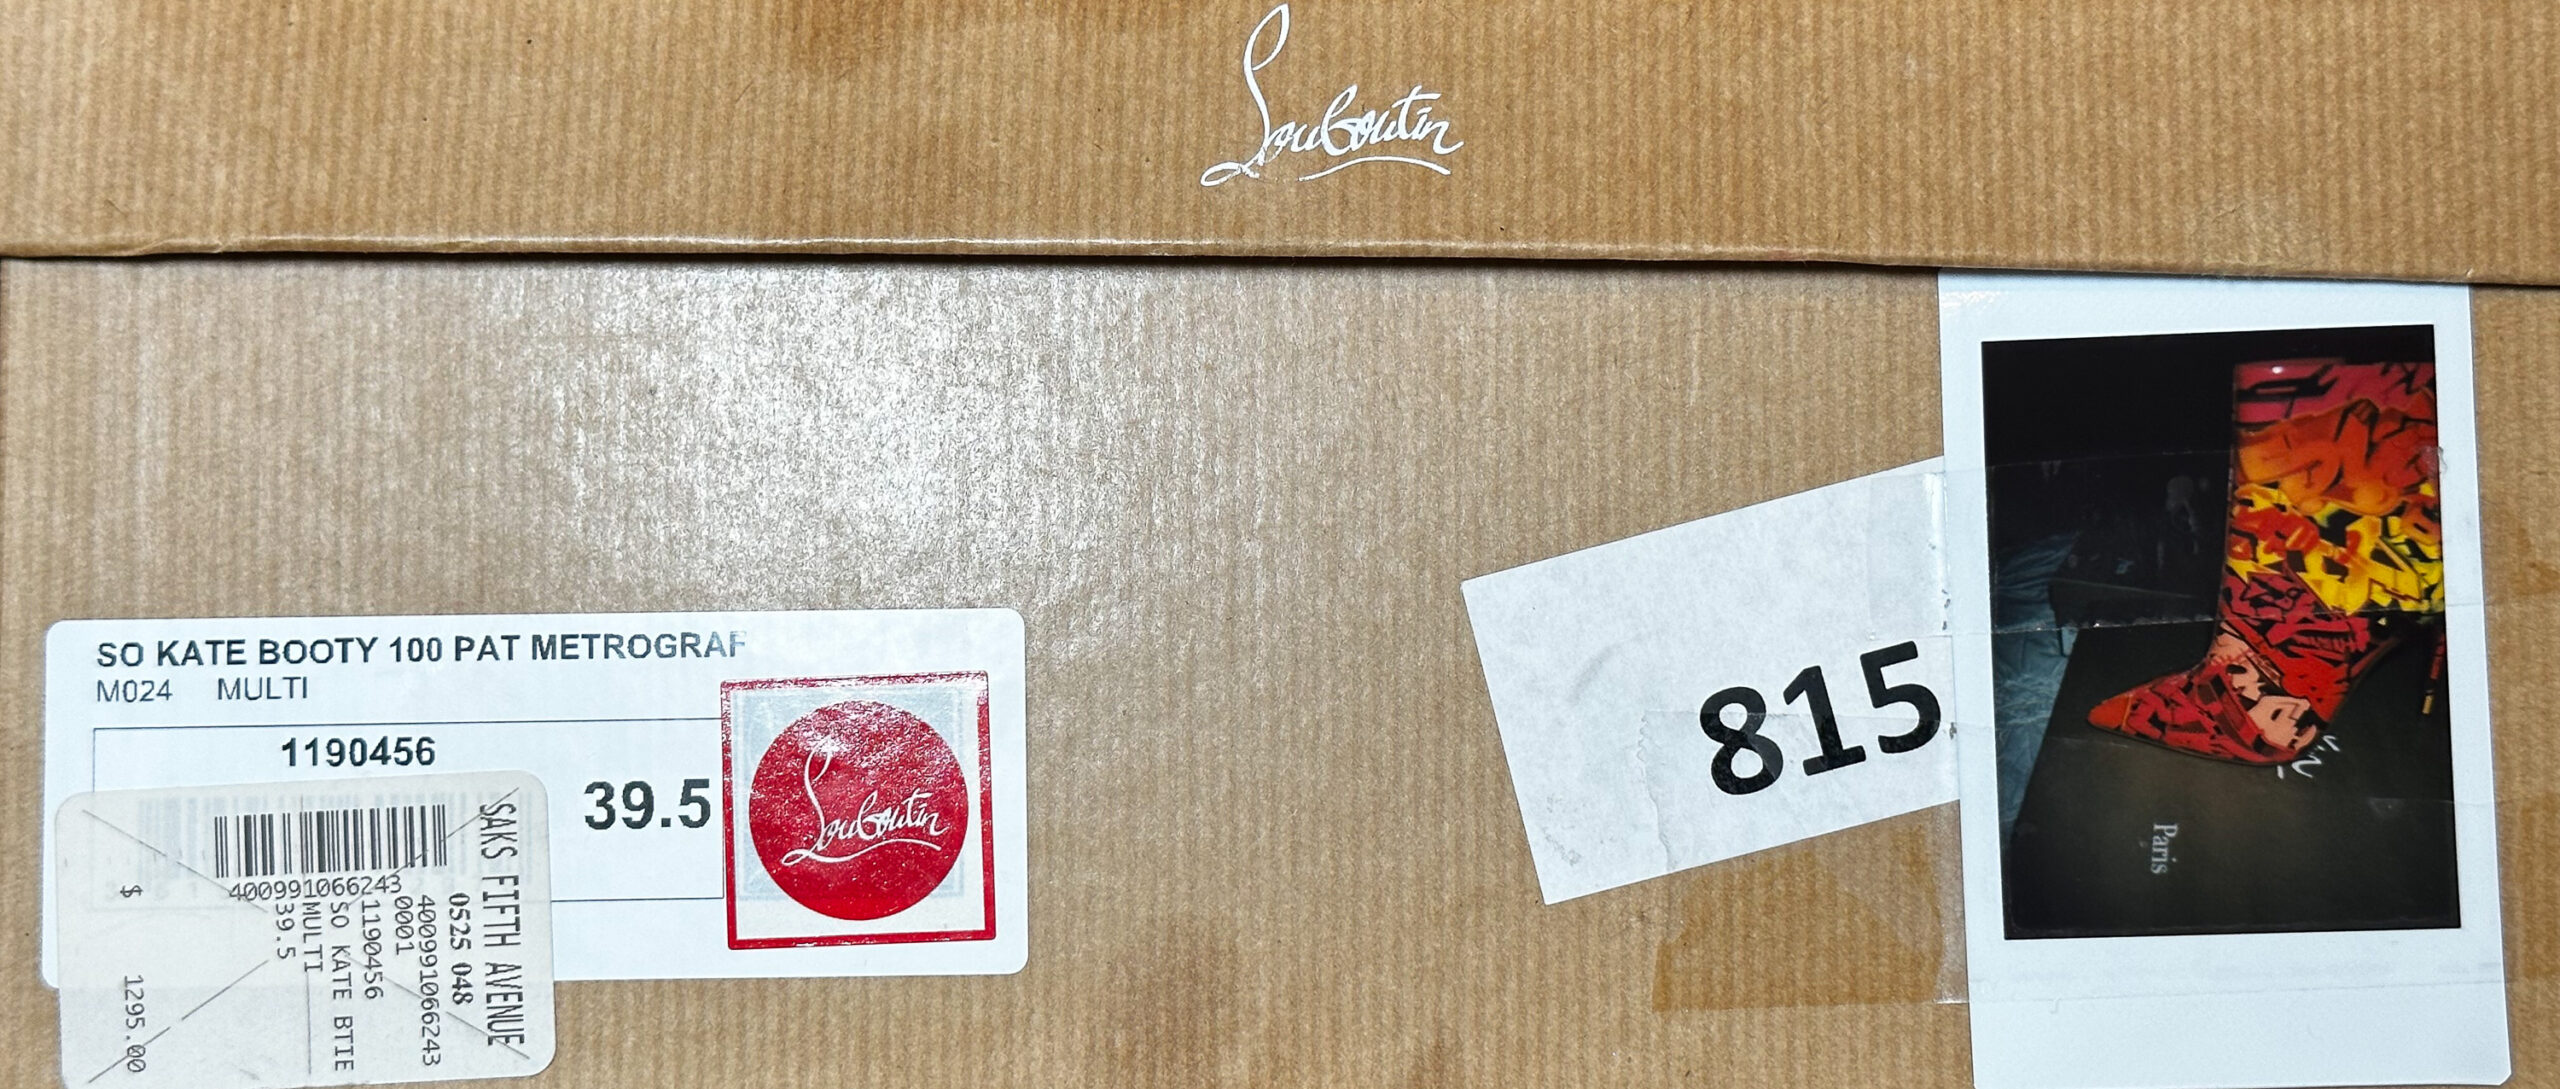 Louboutin
SO KATE BOOTY 100 PAT METROGRAF
M024 MULTI
1190456
39.5
Louboutin
SAKS FIFTH AVENUE
0525 048
400991066243
0001
1190456
SO KATE BTIE
MULTI
39.5
400991066243
$ 1295.00
815
Paris